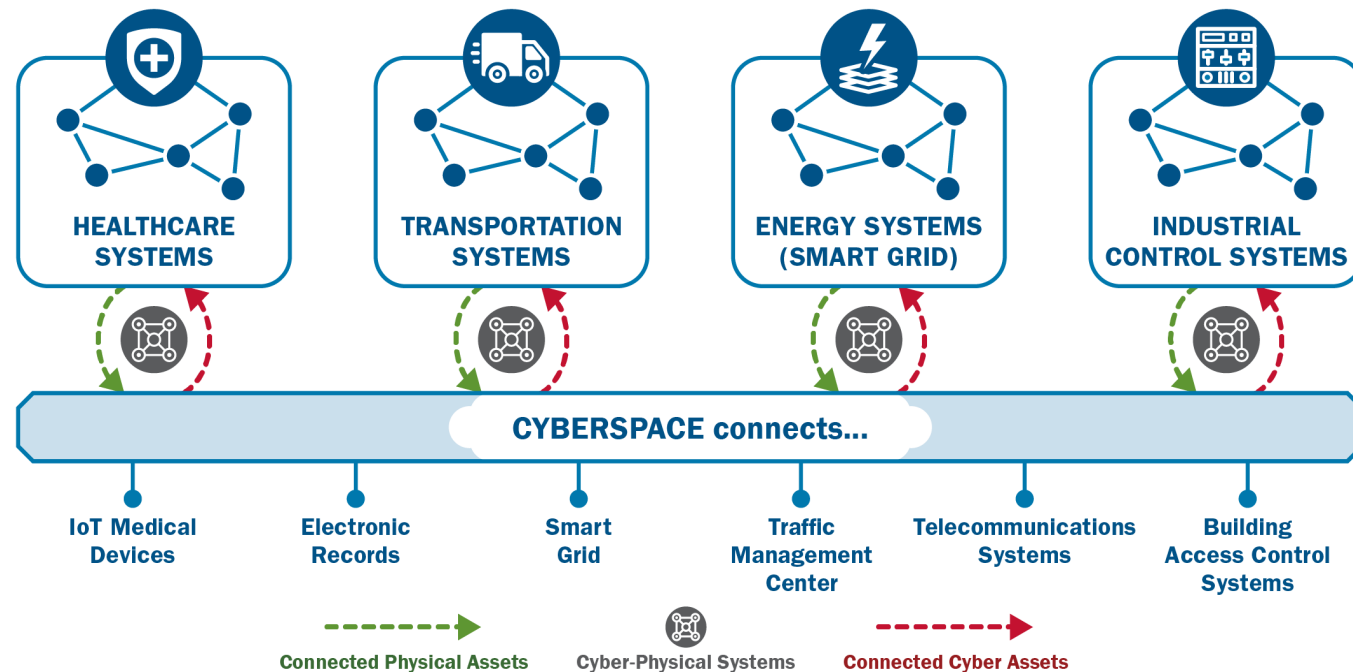 HEALTHCARE
SYSTEMS
TRANSPORTATION
SYSTEMS
ENERGY SYSTEMS
(SMART GRID)
INDUSTRIAL
CONTROL SYSTEMS
CYBERSPACE connects...
IoT Medical
Devices
Electronic
Records
Smart
Grid
Traffic
Management
Center
Telecommunications
Systems
Building
Access Control
Systems
Connected Physical Assets
Cyber-Physical Systems
Connected Cyber Assets